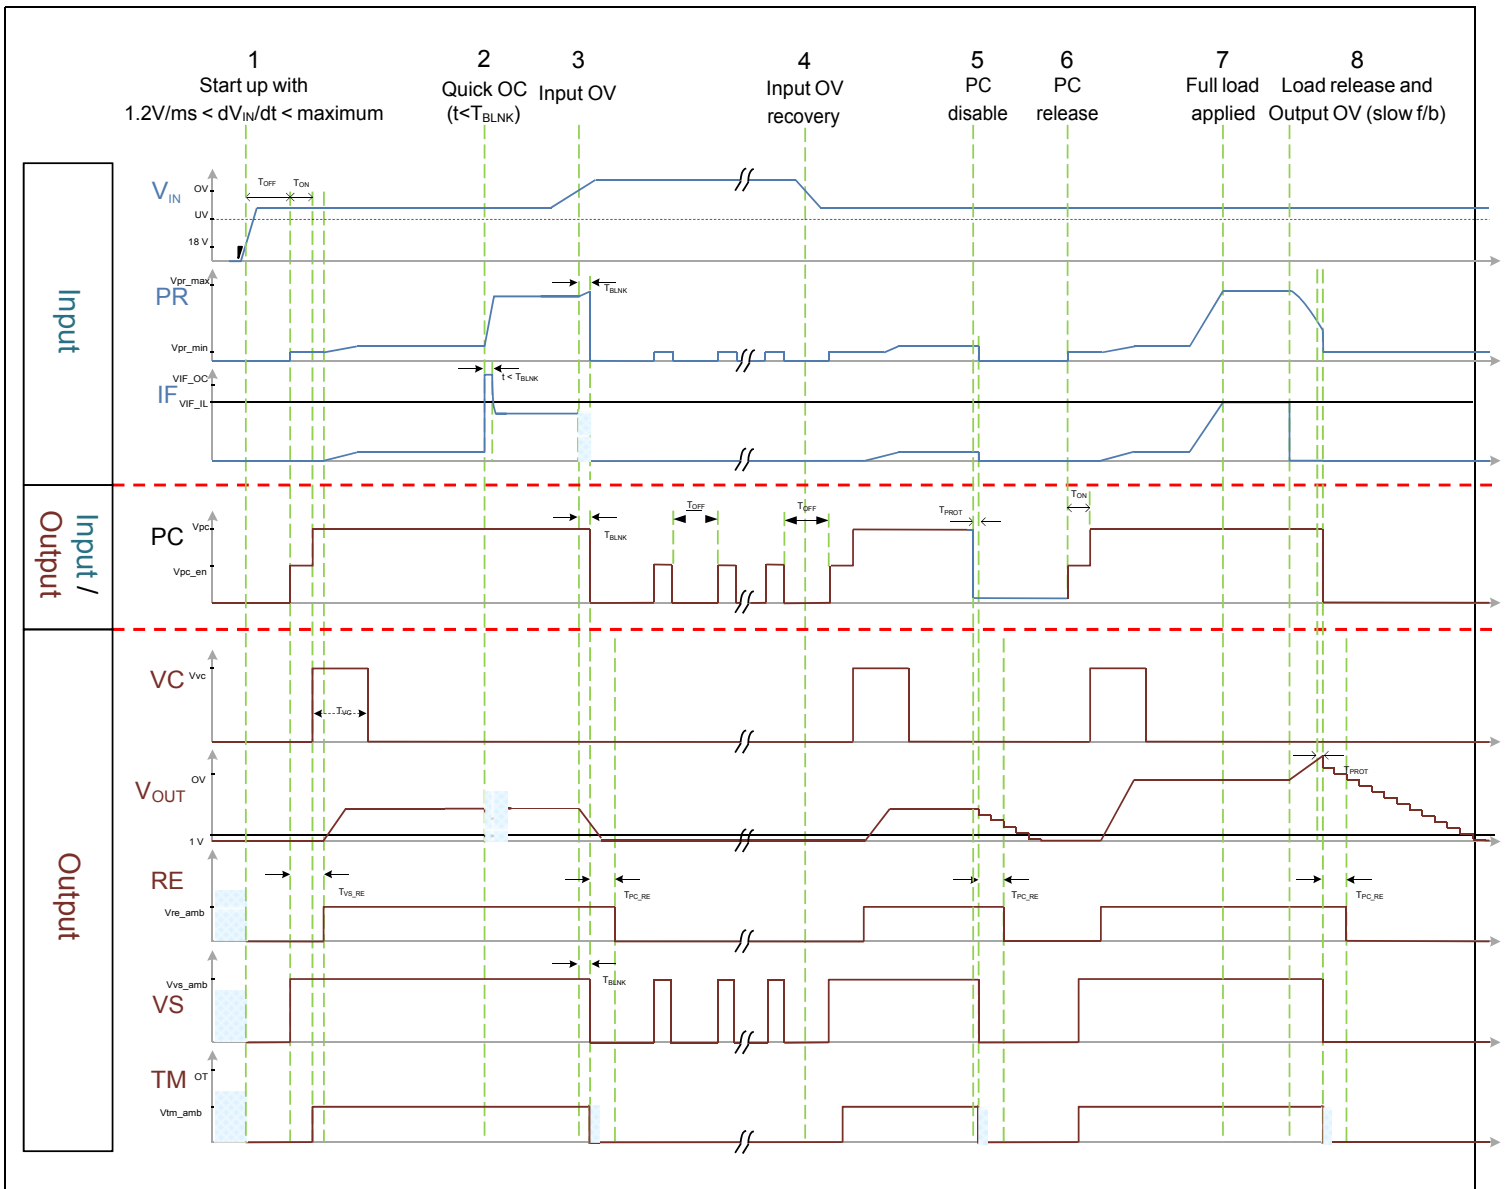 1
Start up with
1.2V/ms < dVIN/dt < maximum
2
Quick OC
(t<TBLNK)
3
Input OV
4
Input OV
recovery
5
PC
disable
6
PC
release
7
Full load
applied
8
Load release and
Output OV (slow f/b)
Input
VIN
OV
UV
18 V
TOFF
TON
PR
Vpr_max
Vpr_min
TBLNK
IF
VIF_OC
VIF_IL
t < TBLNK
Input /
Output
PC
Vpc
Vpc_en
TBLNK
TOFF
TOFF
TPROT
TON
Output
VC
Vvc
TVC
VOUT
OV
1 V
TPROT
RE
Vre_amb
TVS_RE
TPC_RE
TPC_RE
TPC_RE
VS
Vvs_amb
TBLNK
TM
OT
Vtm_amb